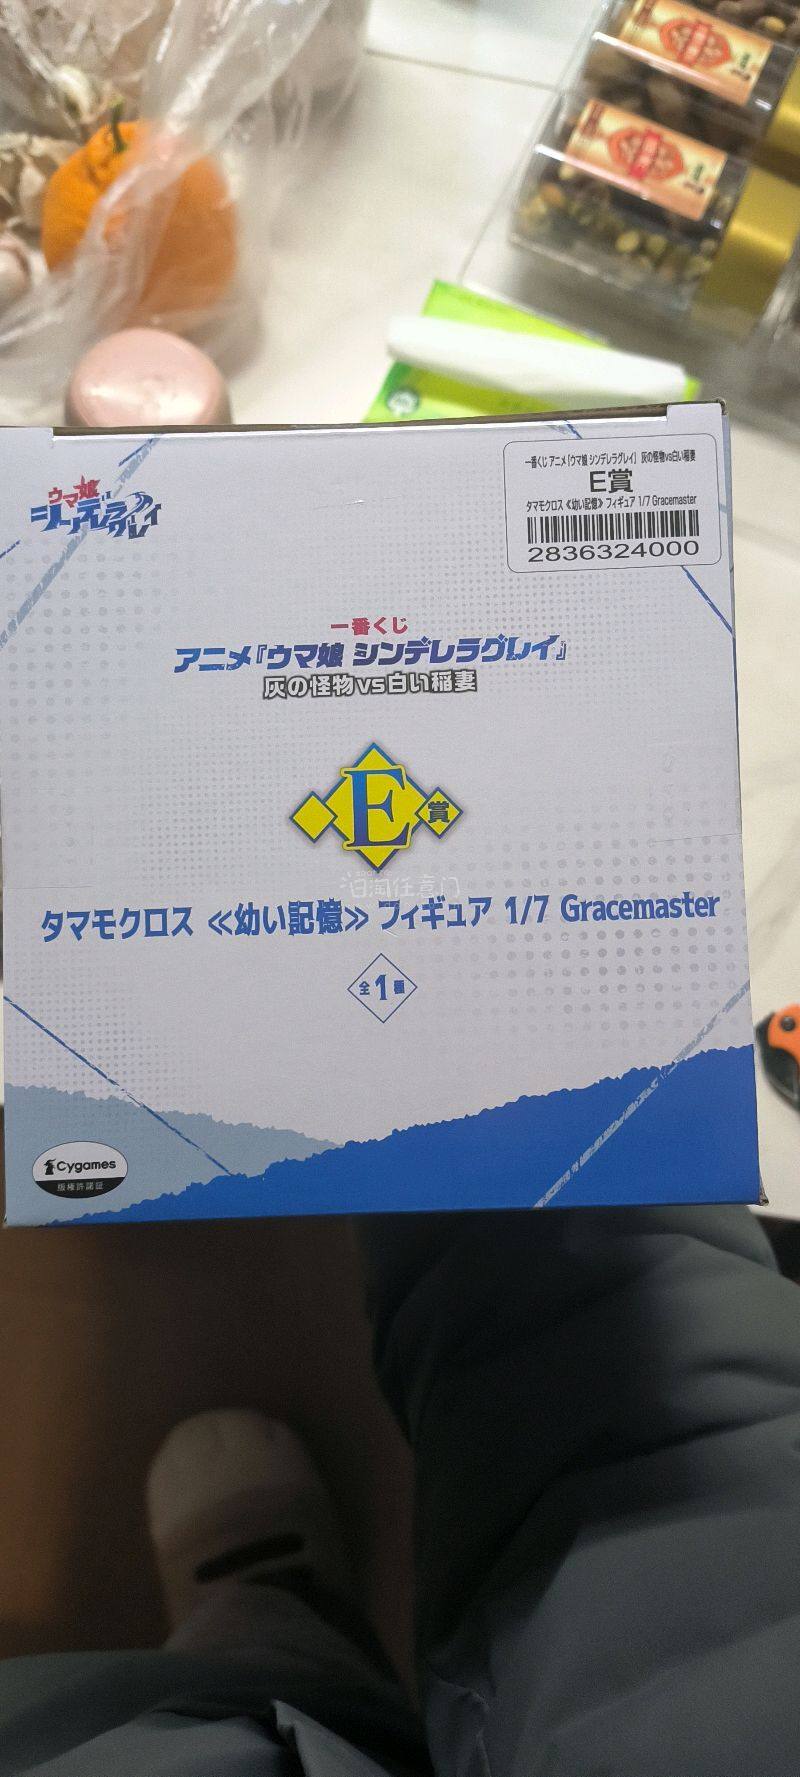 ウマ娘
シンデレラグレイ
一番くじ アニメ『ウマ娘 シンデレラグレイ』 灰の怪物vs白い稲妻
E賞
タマモクロス ≪幼い記憶≫ フィギュア 1/7 Gracemaster
2836324000
一番くじ
アニメ『ウマ娘 シンデレラグレイ』
灰の怪物vs白い稲妻
E賞
タマモクロス ≪幼い記憶≫ フィギュア 1/7 Gracemaster
全1種
Cygames
版権許諾証